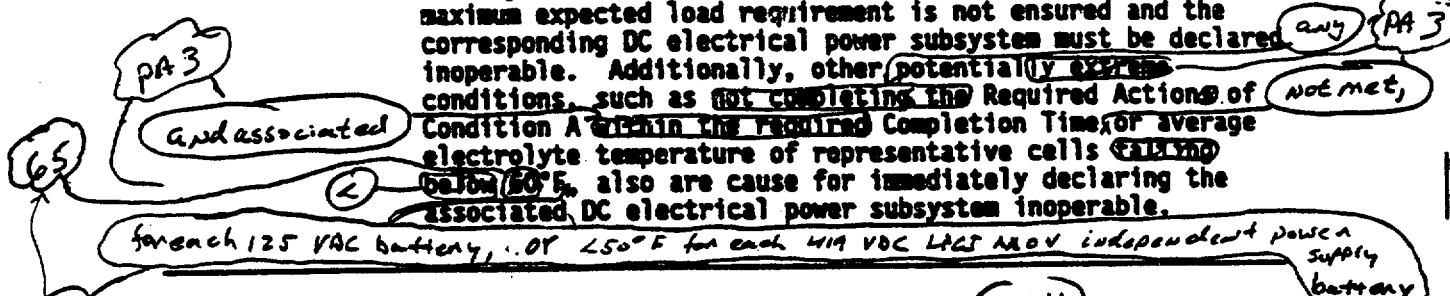 maximum expected load requirement is not ensured and the
corresponding DC electrical power subsystem must be declared any PA 3
PA 3 inoperable. Additionally, other potentially extreme
conditions, such as not completing the Required Actions of not met,
and associated Condition A within the required Completion Time, or average
65 electrolyte temperature of representative cells falling
< below 60°F, also are cause for immediately declaring the
associated DC electrical power subsystem inoperable.
for each 125 VDC battery, .. or <50°F for each 419 VDC LPCI MOV independent power
supply
battery